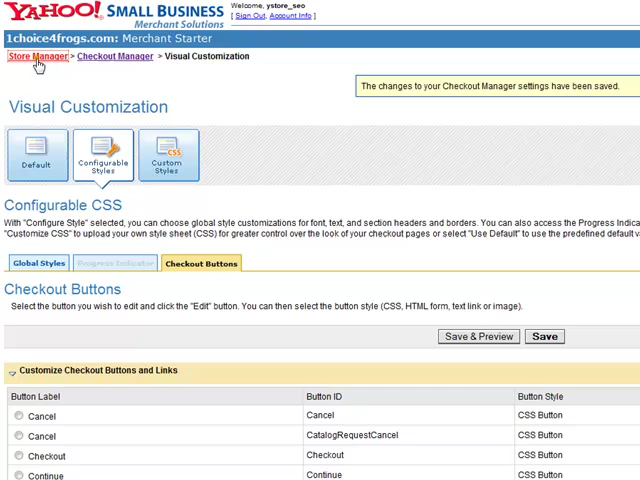 YAHOO! SMALL BUSINESS
Merchant Solutions
Welcome, ystore_seo
[ Sign Out, Account Info ]
1choice4frogs.com: Merchant Starter
Store Manager > Checkout Manager > Visual Customization
The changes to your Checkout Manager settings have been saved.
Visual Customization
Default
Configurable Styles
CSS
Custom Styles
Configurable CSS
With "Configure Style" selected, you can choose global style customizations for font, text, and section headers and borders. You can also access the Progress Indica
"Customize CSS" to upload your own style sheet (CSS) for greater control over the look of your checkout pages or select "Use Default" to use the predefined default va
Global Styles
Progress Indicator
Checkout Buttons
Checkout Buttons
Select the button you wish to edit and click the "Edit" button. You can then select the button style (CSS, HTML form, text link or image).
Save & Preview
Save
Customize Checkout Buttons and Links
Button Label Button ID Button Style
Cancel Cancel CSS Button
Cancel CatalogRequestCancel CSS Button
Checkout Checkout CSS Button
Continue Continue CSS Button